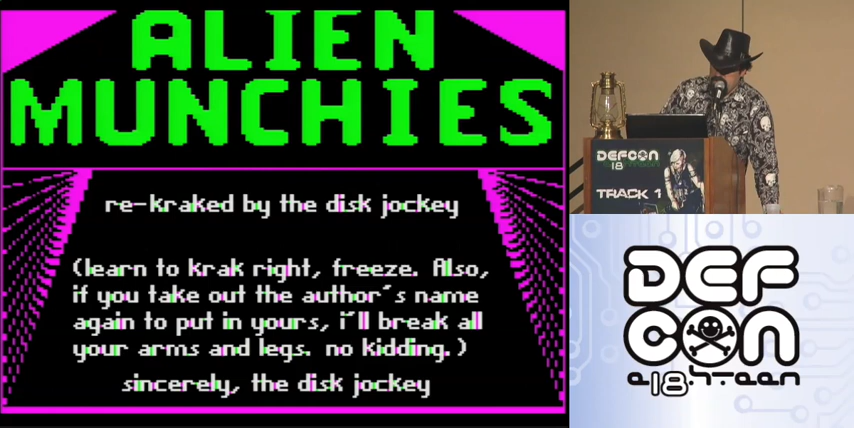 ALIEN
MUNCHIES
re-kraked by the disk jockey
(learn to krak right, freeze. Also,
if you take out the author's name
again to put in yours, i'll break all
your arms and legs. no kidding.)
sincerely, the disk jockey
DEFCON
18
TRACK 1
DEF
CON
e18h+een